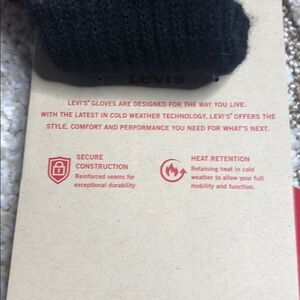 Levi's
LEVI'S® GLOVES ARE DESIGNED FOR THE WAY YOU LIVE.
WITH THE LATEST IN COLD WEATHER TECHNOLOGY, LEVI'S® OFFERS THE
STYLE, COMFORT AND PERFORMANCE YOU NEED FOR WHAT'S NEXT.
SECURE
CONSTRUCTION
Reinforced seams for
exceptional durability
HEAT RETENTION
Retaining heat in cold
weather to allow your full
mobility and function.